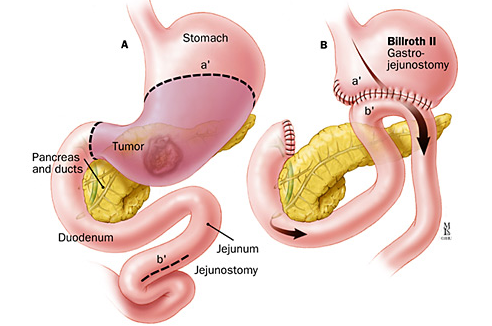 A
Stomach
a'
Tumor
Pancreas
and ducts
Duodenum
b'
Jejunum
Jejunostomy
B
Billroth II
Gastro-
jejunostomy
a'
b'